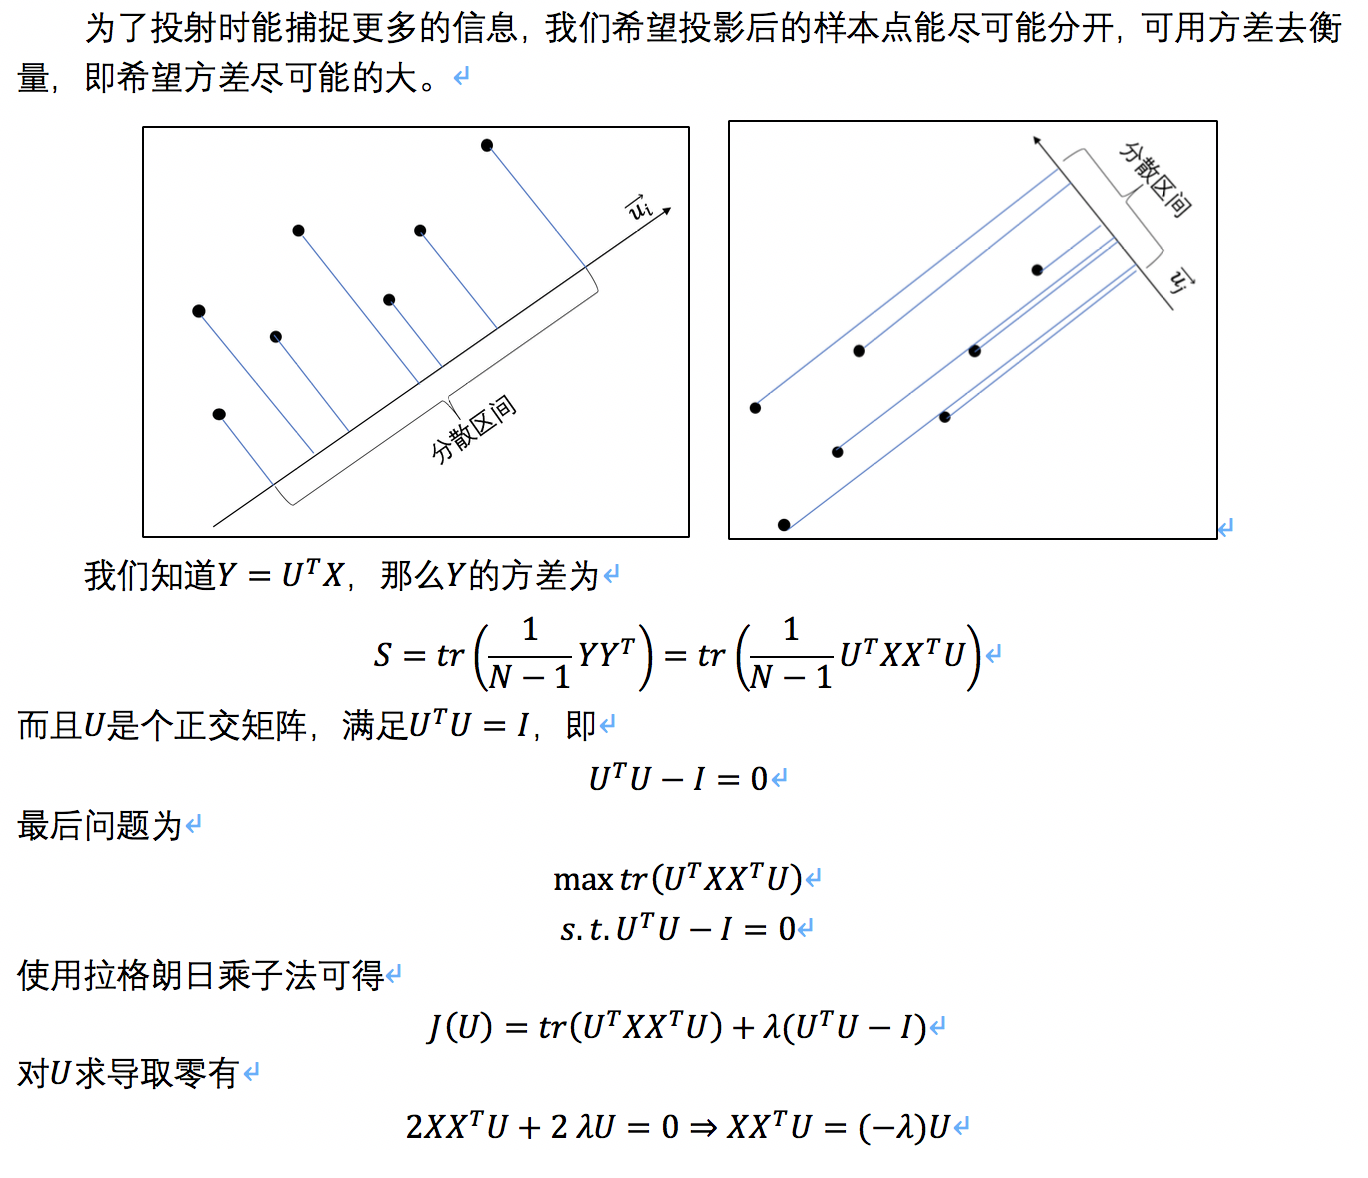 为了投射时能捕捉更多的信息，我们希望投影后的样本点能尽可能分开，可用方差去衡
量，即希望方差尽可能的大。↵
$\vec{u_i}$
分散区间
分散区间
$\vec{u_j}$
↵
我们知道$Y = U^T X$，那么$Y$的方差为↵
$S = tr\left(\frac{1}{N-1} YY^T\right) = tr\left(\frac{1}{N-1} U^T XX^T U\right)$↵
而且$U$是个正交矩阵，满足$U^T U = I$，即↵
$U^T U - I = 0$↵
最后问题为↵
$\max tr(U^T XX^T U)$↵
$s.t. U^T U - I = 0$↵
使用拉格朗日乘子法可得↵
$J(U) = tr(U^T XX^T U) + \lambda(U^T U - I)$↵
对$U$求导取零有↵
$2XX^T U + 2\lambda U = 0 \Rightarrow XX^T U = (-\lambda)U$↵